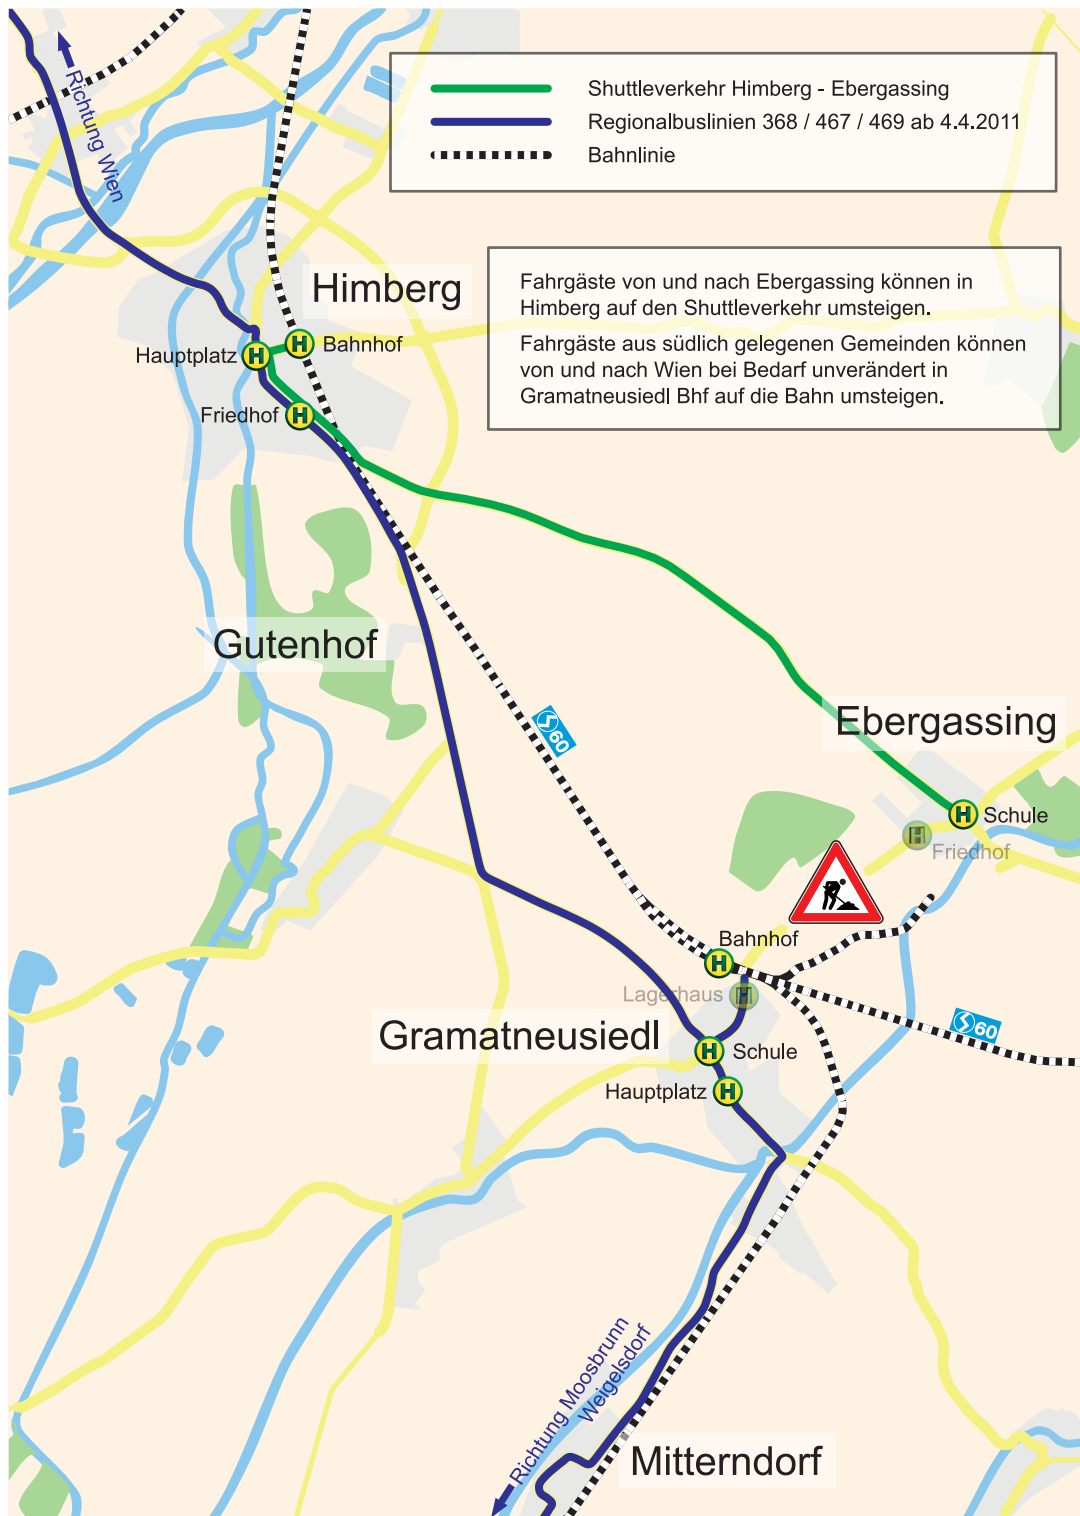 Richtung Wien
Shuttleverkehr Himberg - Ebergassing
Regionalbuslinien 368 / 467 / 469 ab 4.4.2011
Bahnlinie
Fahrgäste von und nach Ebergassing können in
Himberg auf den Shuttleverkehr umsteigen.
Fahrgäste aus südlich gelegenen Gemeinden können
von und nach Wien bei Bedarf unverändert in
Gramatneusiedl Bhf auf die Bahn umsteigen.
Himberg
H Bahnhof
Hauptplatz H
Friedhof H
Gutenhof
S60
Ebergassing
H Schule
H
Friedhof
Bahnhof
H
Lagerhaus H
S60
Gramatneusiedl
H Schule
Hauptplatz H
Richtung Moosbrunn
Weigelsdorf
Mitterndorf